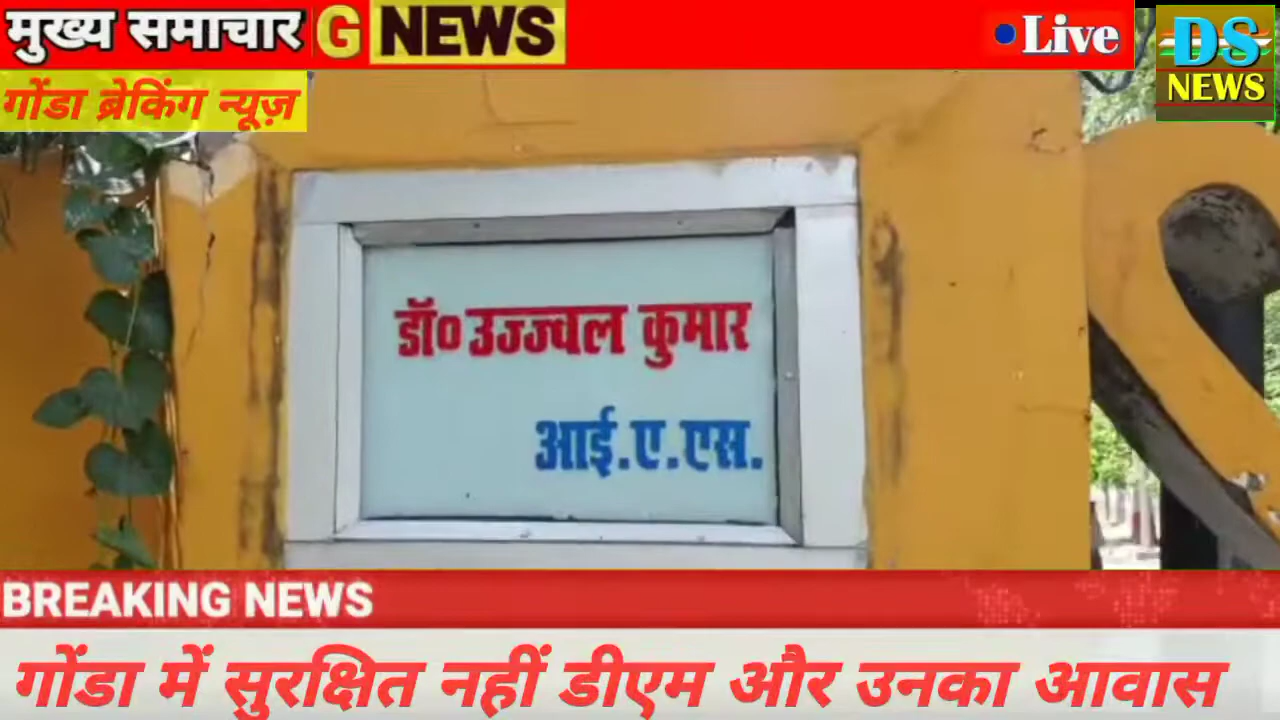 मुख्य समाचार G NEWS
Live
DS
NEWS
गोंडा ब्रेकिंग न्यूज़
डॉ० उज्ज्वल कुमार
आई.ए.एस.
BREAKING NEWS
गोंडा में सुरक्षित नहीं डीएम और उनका आवास